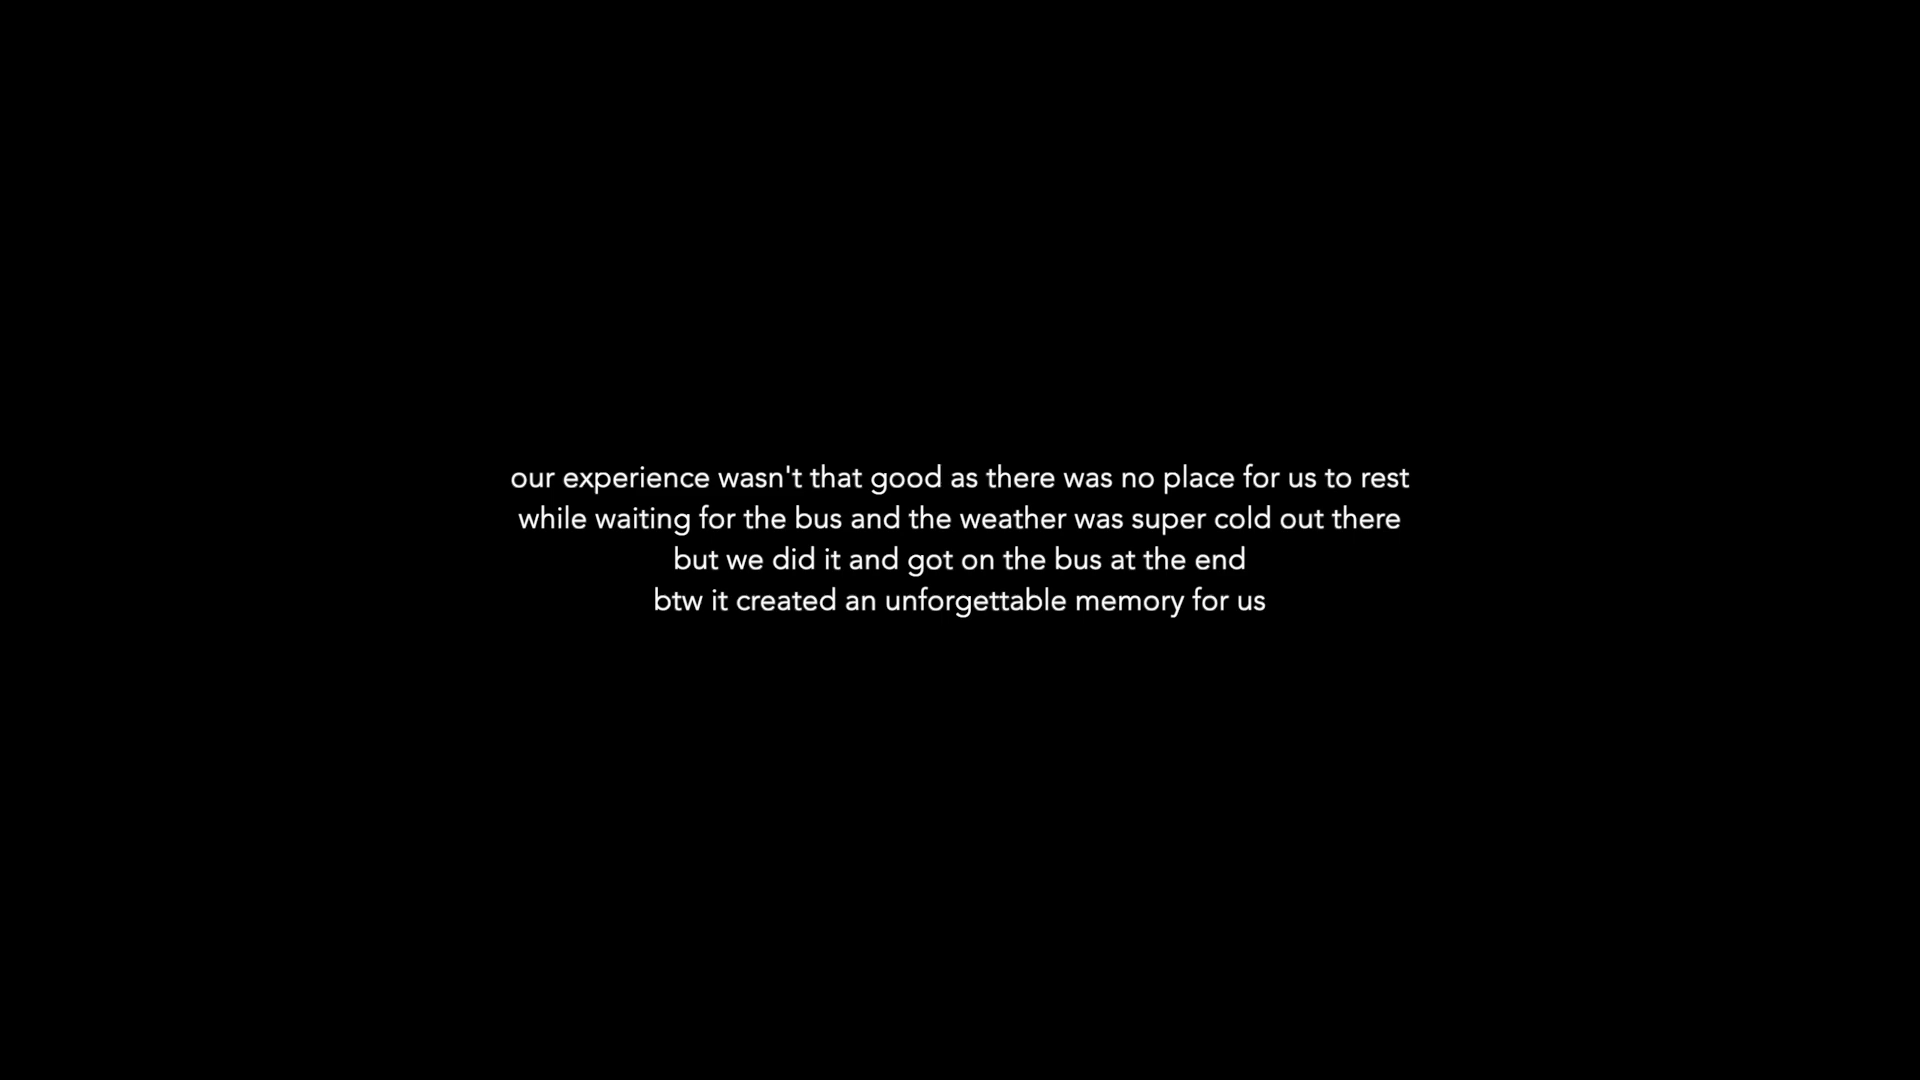 our experience wasn't that good as there was no place for us to rest
while waiting for the bus and the weather was super cold out there
but we did it and got on the bus at the end
btw it created an unforgettable memory for us